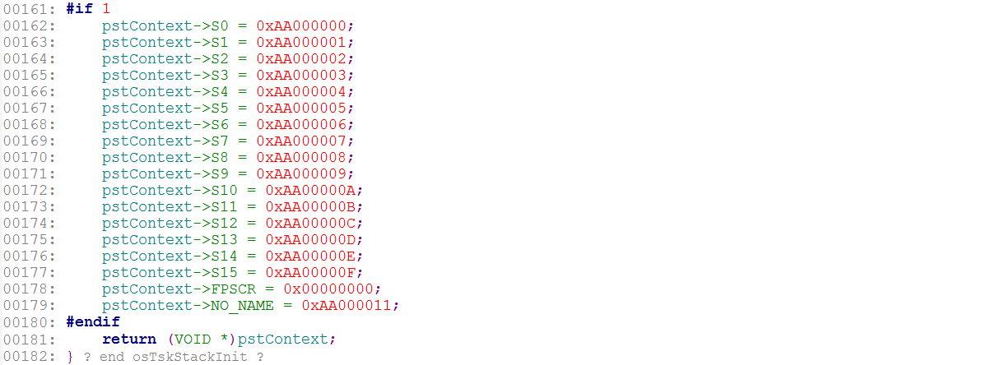 00161: #if 1
00162:     pstContext->S0 = 0xAA000000;
00163:     pstContext->S1 = 0xAA000001;
00164:     pstContext->S2 = 0xAA000002;
00165:     pstContext->S3 = 0xAA000003;
00166:     pstContext->S4 = 0xAA000004;
00167:     pstContext->S5 = 0xAA000005;
00168:     pstContext->S6 = 0xAA000006;
00169:     pstContext->S7 = 0xAA000007;
00170:     pstContext->S8 = 0xAA000008;
00171:     pstContext->S9 = 0xAA000009;
00172:     pstContext->S10 = 0xAA00000A;
00173:     pstContext->S11 = 0xAA00000B;
00174:     pstContext->S12 = 0xAA00000C;
00175:     pstContext->S13 = 0xAA00000D;
00176:     pstContext->S14 = 0xAA00000E;
00177:     pstContext->S15 = 0xAA00000F;
00178:     pstContext->FPSCR = 0x00000000;
00179:     pstContext->NO_NAME = 0xAA000011;
00180: #endif
00181:     return (VOID *)pstContext;
00182: } ? end osTskStackInit ?